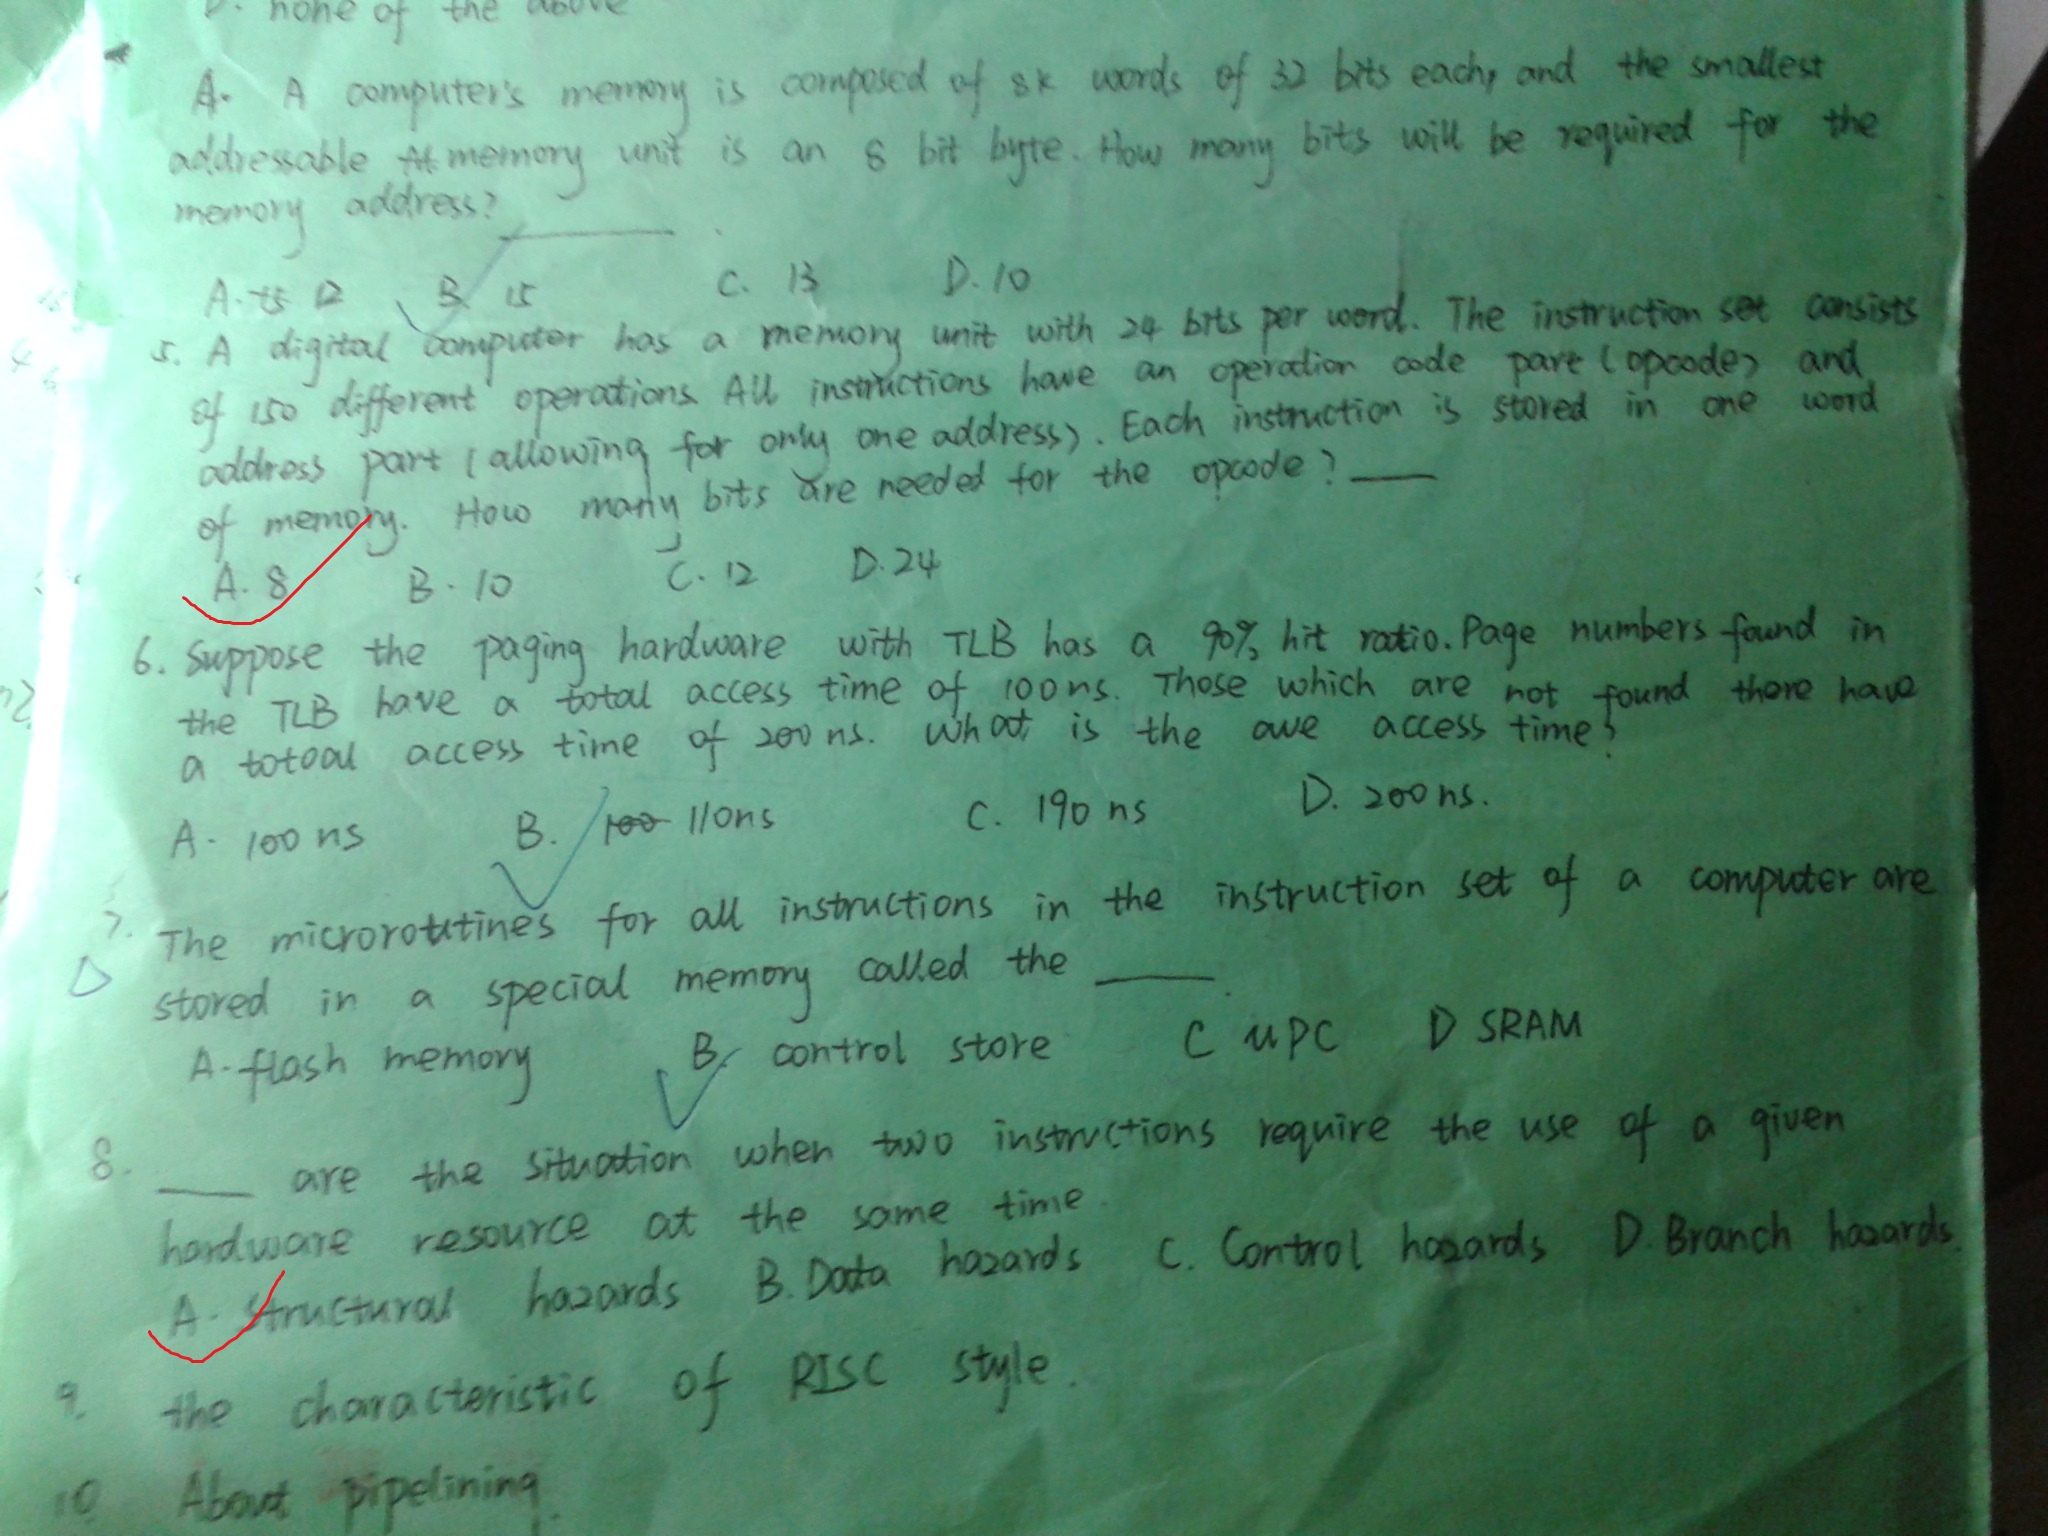 D. none of the above
A. A computer's memory is composed of 8K words of 32 bits each, and the smallest
addressable memory unit is an 8 bit byte. How many bits will be required for the
memory address? ______.
A. 12 B. 15 C. 13 D. 10
5. A digital computer has a memory unit with 24 bits per word. The instruction set consists
of 150 different operations. All instructions have an operation code part (opcode) and
address part (allowing for only one address). Each instruction is stored in one word
of memory. How many bits are needed for the opcode? ___
A. 8 B. 10 C. 12 D. 24
6. Suppose the paging hardware with TLB has a 90% hit ratio. Page numbers found in
the TLB have a total access time of 100ns. Those which are not found there have
a totoal access time of 200 ns. What is the ave access time?
A. 100 ns B. 100 110ns C. 190 ns D. 200 ns.
7. The microroutines for all instructions in the instruction set of a computer are
D stored in a special memory called the ____.
A. flash memory B. control store C uPC D SRAM
8. ___ are the situation when two instructions require the use of a given
hardware resource at the same time.
A. Structural hazards B. Data hazards C. Control hazards D. Branch hazards.
9. the characteristic of RISC style.
10 About pipelining.